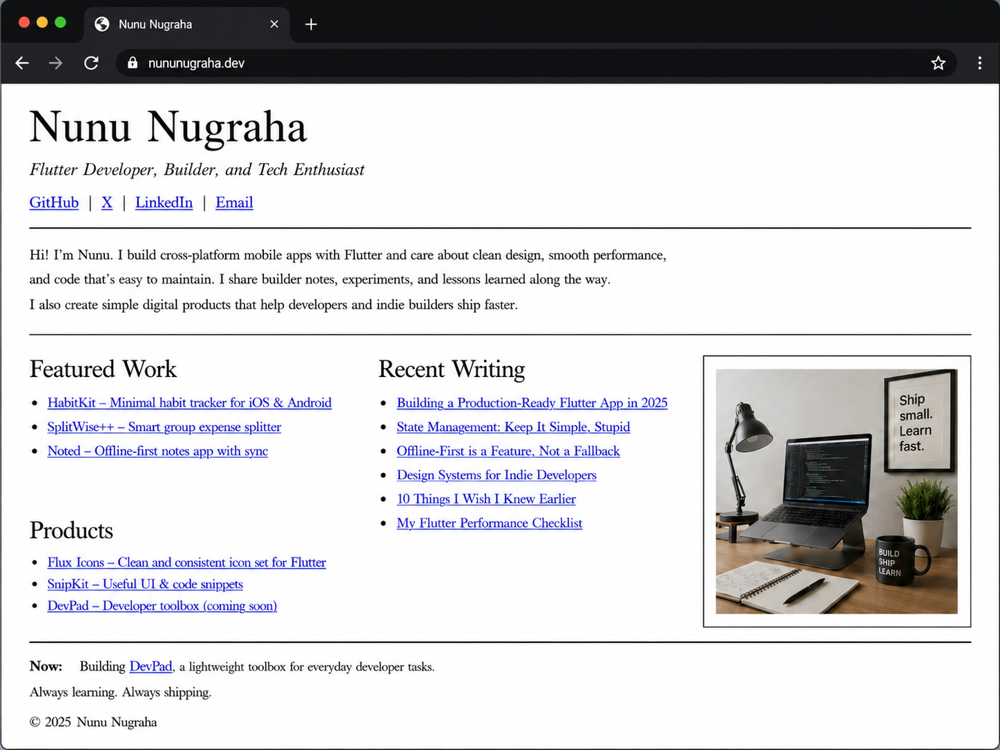 Nunu Nugraha
nununugraha.dev
Nunu Nugraha
Flutter Developer, Builder, and Tech Enthusiast
GitHub | X | LinkedIn | Email
Hi! I’m Nunu. I build cross-platform mobile apps with Flutter and care about clean design, smooth performance,
and code that’s easy to maintain. I share builder notes, experiments, and lessons learned along the way.
I also create simple digital products that help developers and indie builders ship faster.
Featured Work
• HabitKit – Minimal habit tracker for iOS & Android
• SplitWise++ – Smart group expense splitter
• Noted – Offline-first notes app with sync
Products
• Flux Icons – Clean and consistent icon set for Flutter
• SnipKit – Useful UI & code snippets
• DevPad – Developer toolbox (coming soon)
Recent Writing
• Building a Production-Ready Flutter App in 2025
• State Management: Keep It Simple, Stupid
• Offline-First is a Feature, Not a Fallback
• Design Systems for Indie Developers
• 10 Things I Wish I Knew Earlier
• My Flutter Performance Checklist
Ship
small.
Learn
fast.
BUILD
SHIP
LEARN
Now: Building DevPad, a lightweight toolbox for everyday developer tasks.
Always learning. Always shipping.
© 2025 Nunu Nugraha